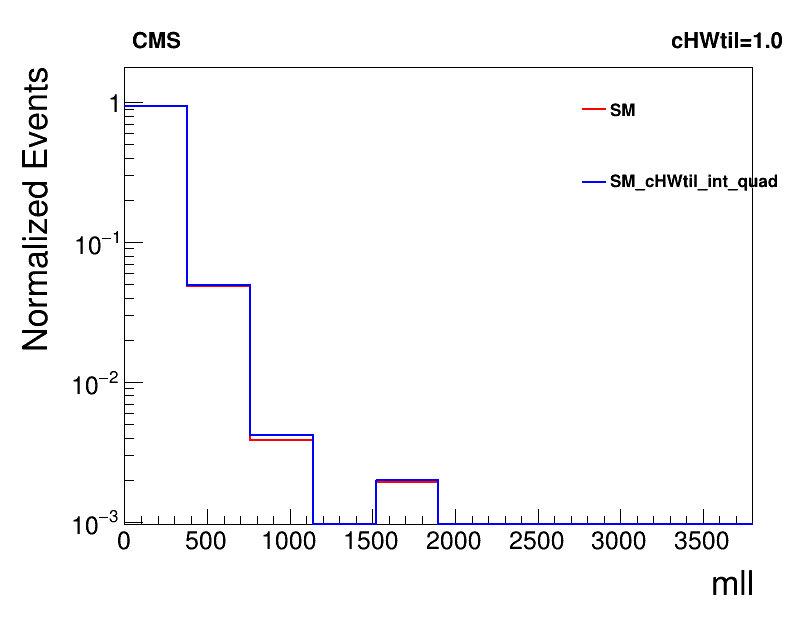 CMS
cHWtil=1.0
Normalized Events
1
10−1
10−2
10−3
SM
SM_cHWtil_int_quad
0 500 1000 1500 2000 2500 3000 3500
mll